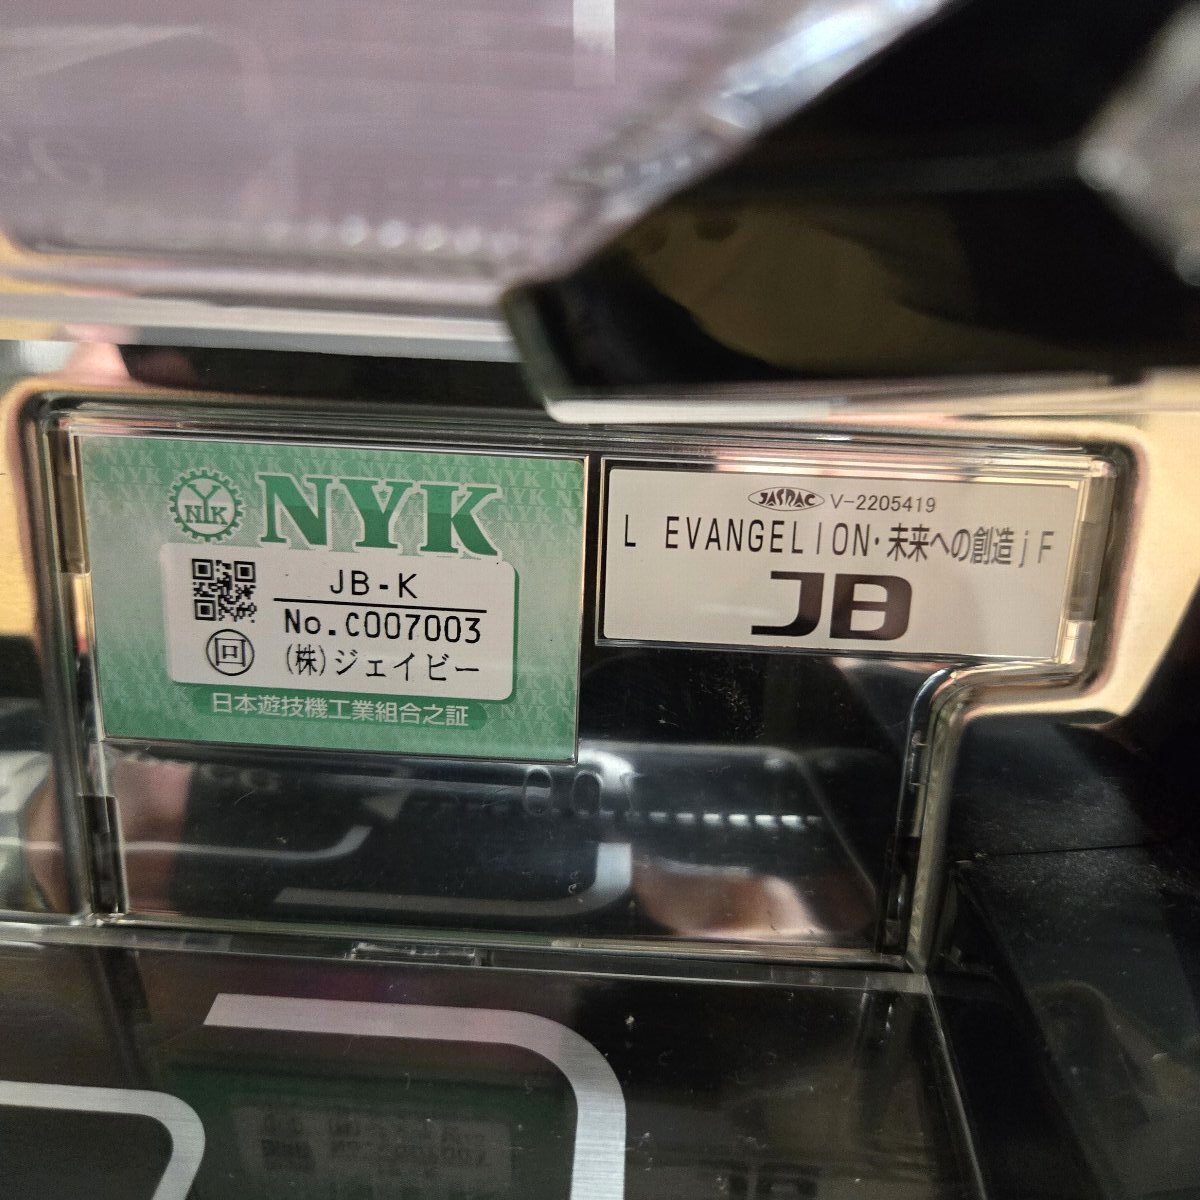 NYK
NYK
JB-K
No.C007003
回
(株)ジェイビー
日本遊技機工業組合之証
JASRAC V-2205419
L EVANGELION・未来への創造jF
JB